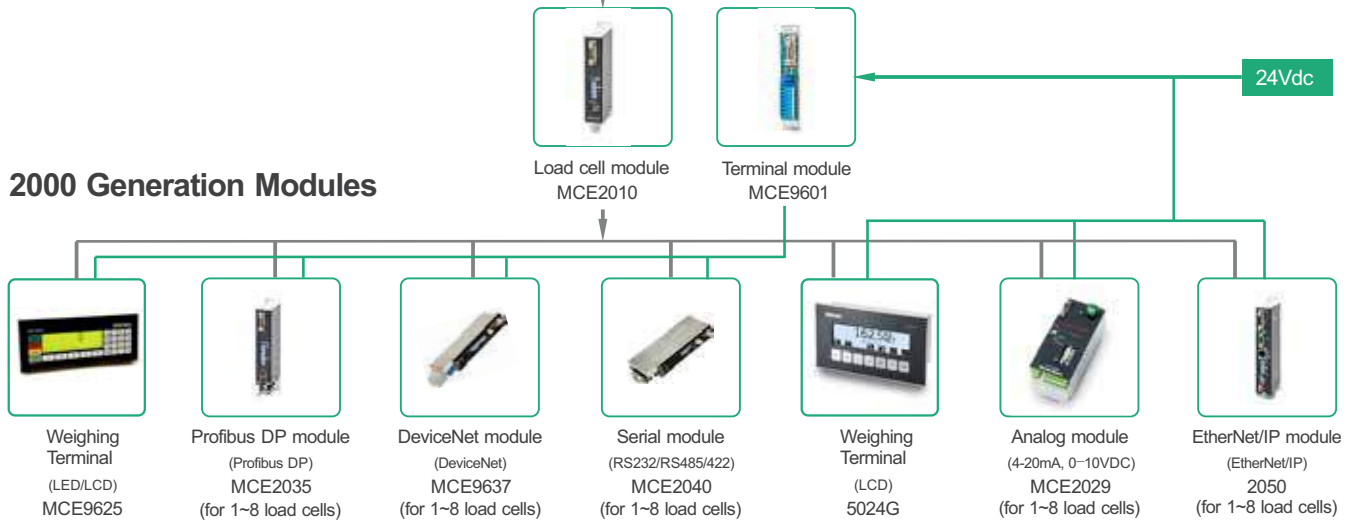 24Vdc
Load cell module
MCE2010
Terminal module
MCE9601
2000 Generation Modules
Weighing
Terminal
(LED/LCD)
MCE9625
Profibus DP module
(Profibus DP)
MCE2035
(for 1~8 load cells)
DeviceNet module
(DeviceNet)
MCE9637
(for 1~8 load cells)
Serial module
(RS232/RS485/422)
MCE2040
(for 1~8 load cells)
Weighing
Terminal
(LCD)
5024G
Analog module
(4-20mA, 0–10VDC)
MCE2029
(for 1~8 load cells)
EtherNet/IP module
(EtherNet/IP)
2050
(for 1~8 load cells)